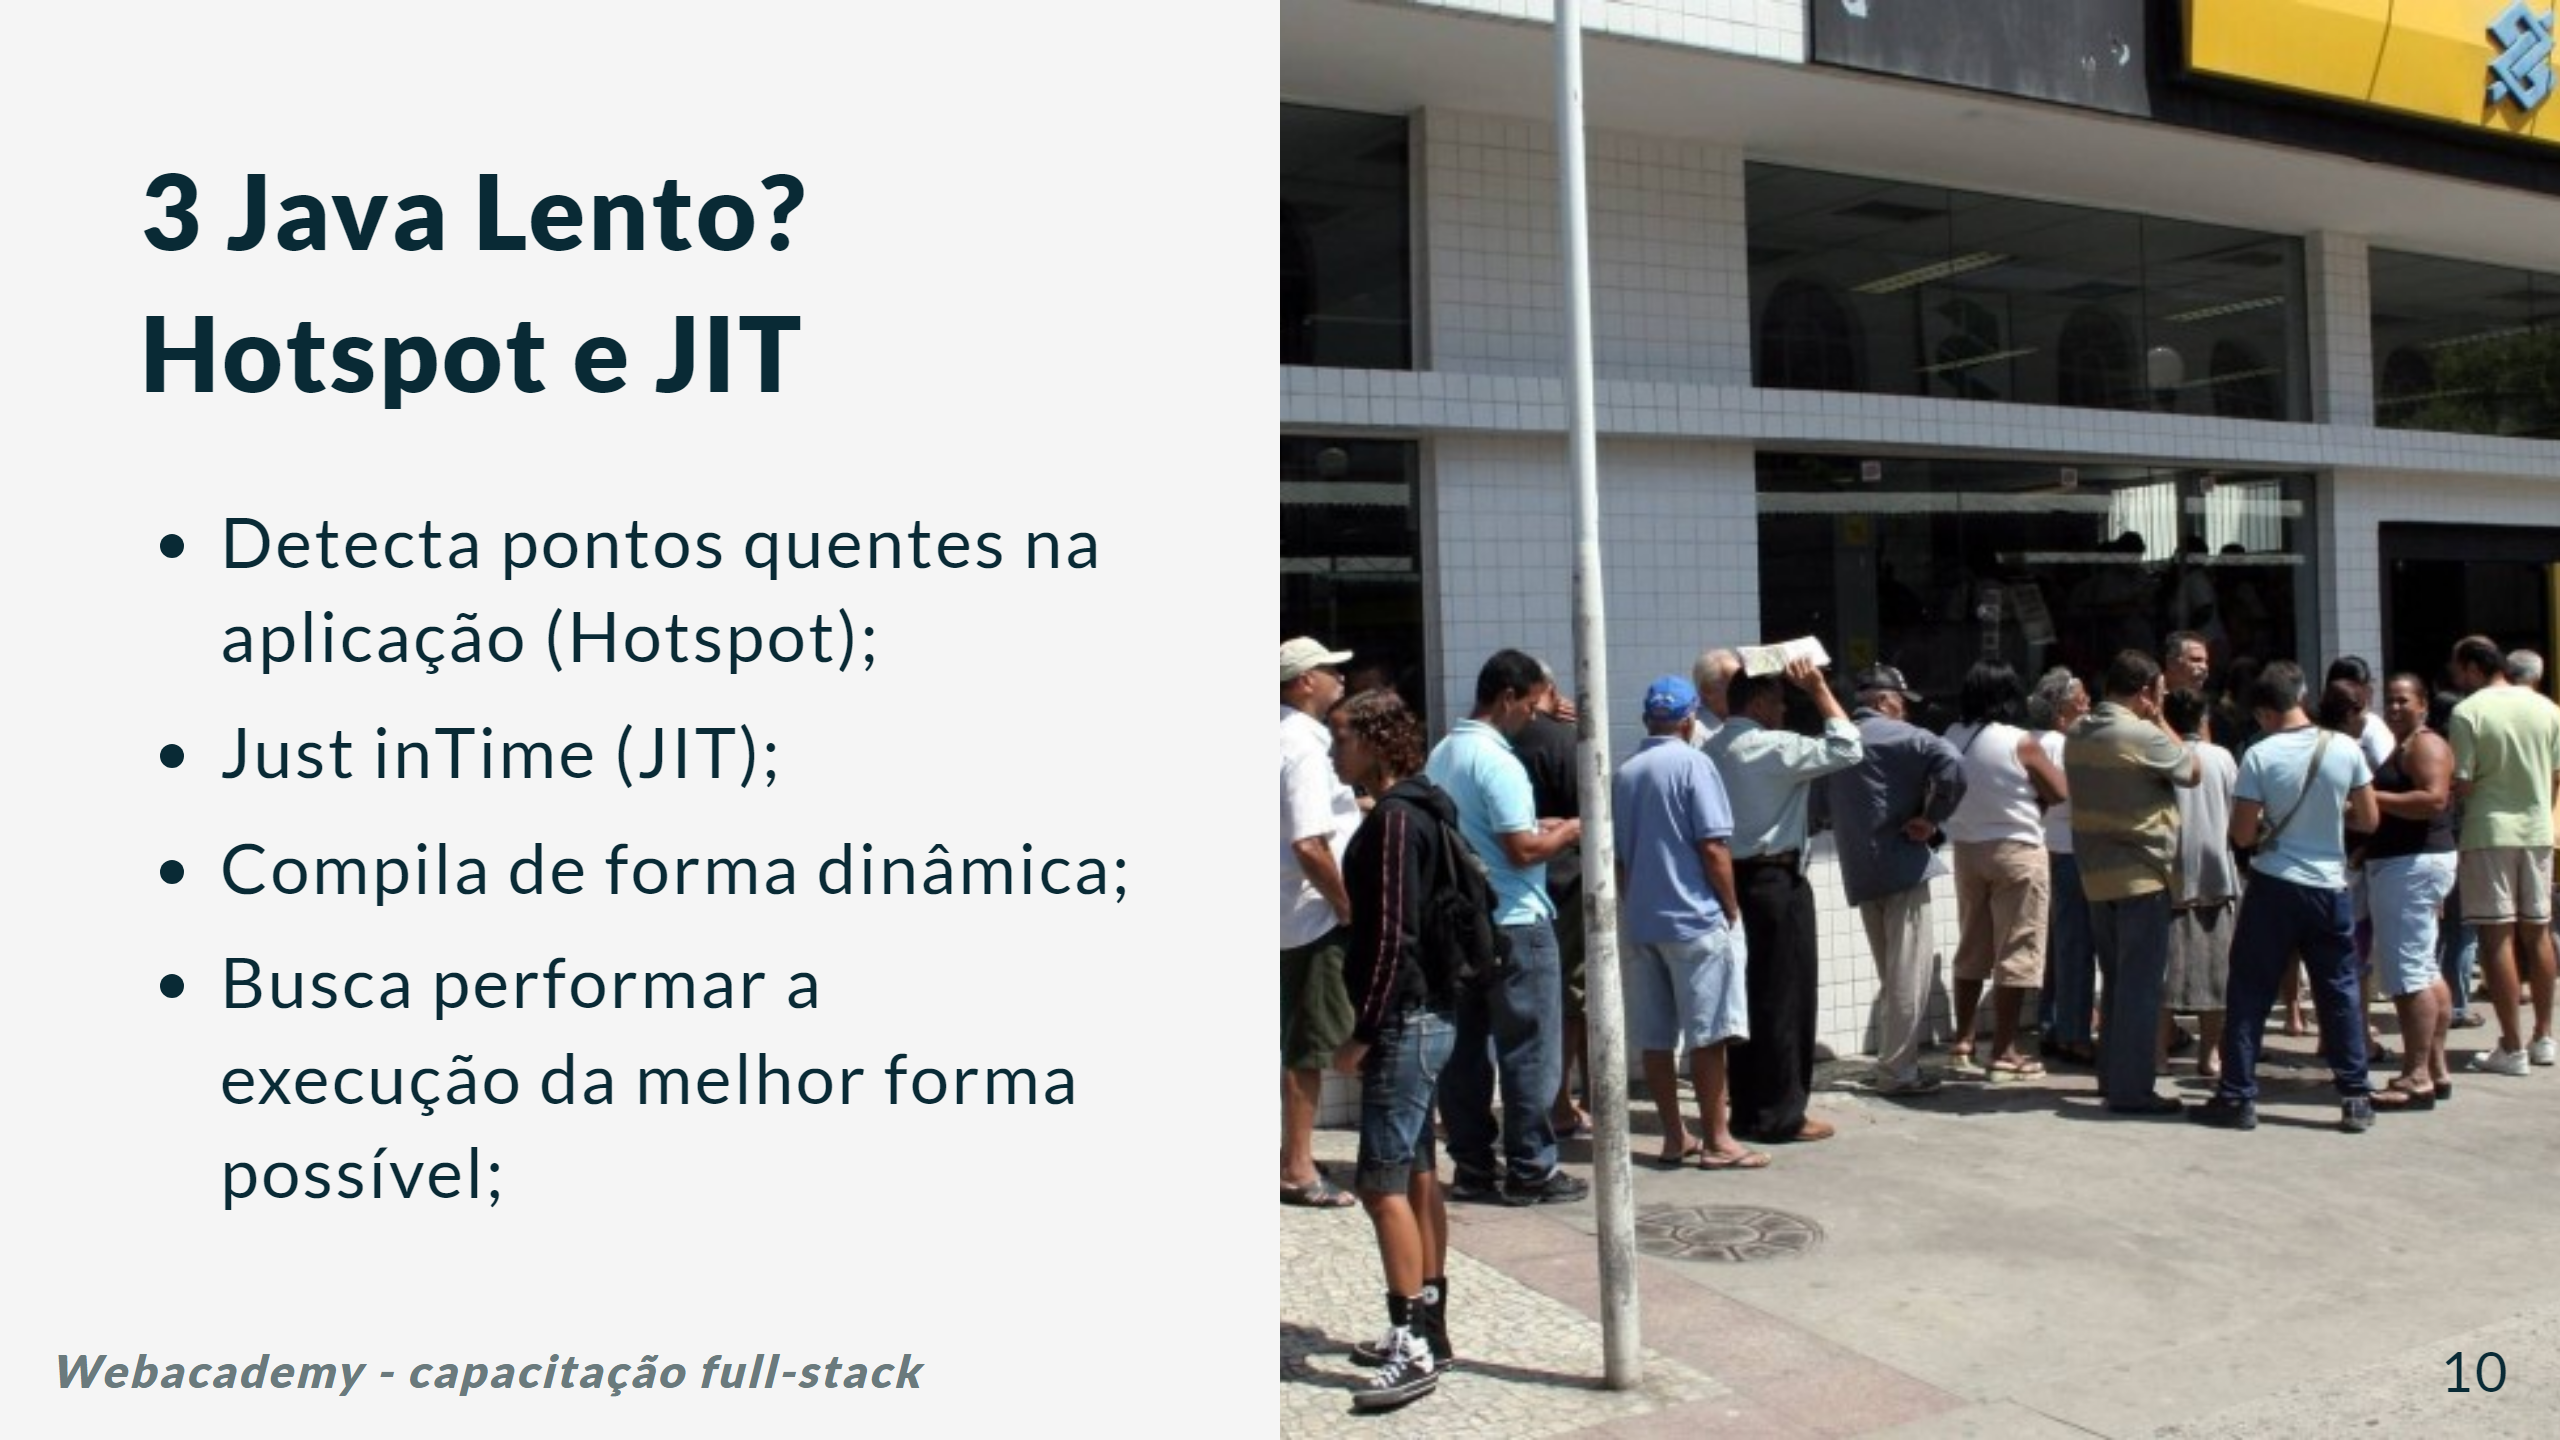 3 Java Lento?
Hotspot e JIT
Detecta pontos quentes na
aplicação (Hotspot);
Just inTime (JIT);
Compila de forma dinâmica;
Busca performar a
execução da melhor forma
possível;
Webacademy - capacitação full-stack
10